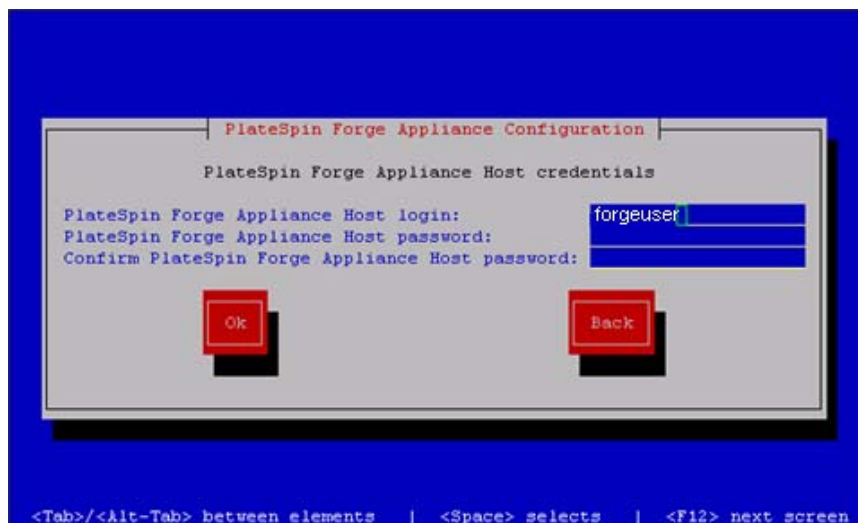 PlateSpin Forge Appliance Configuration
PlateSpin Forge Appliance Host credentials
PlateSpin Forge Appliance Host login: forgeuser
PlateSpin Forge Appliance Host password:
Confirm PlateSpin Forge Appliance Host password:
Ok Back
<Tab>/<Alt-Tab> between elements | <Space> selects | <F12> next screen